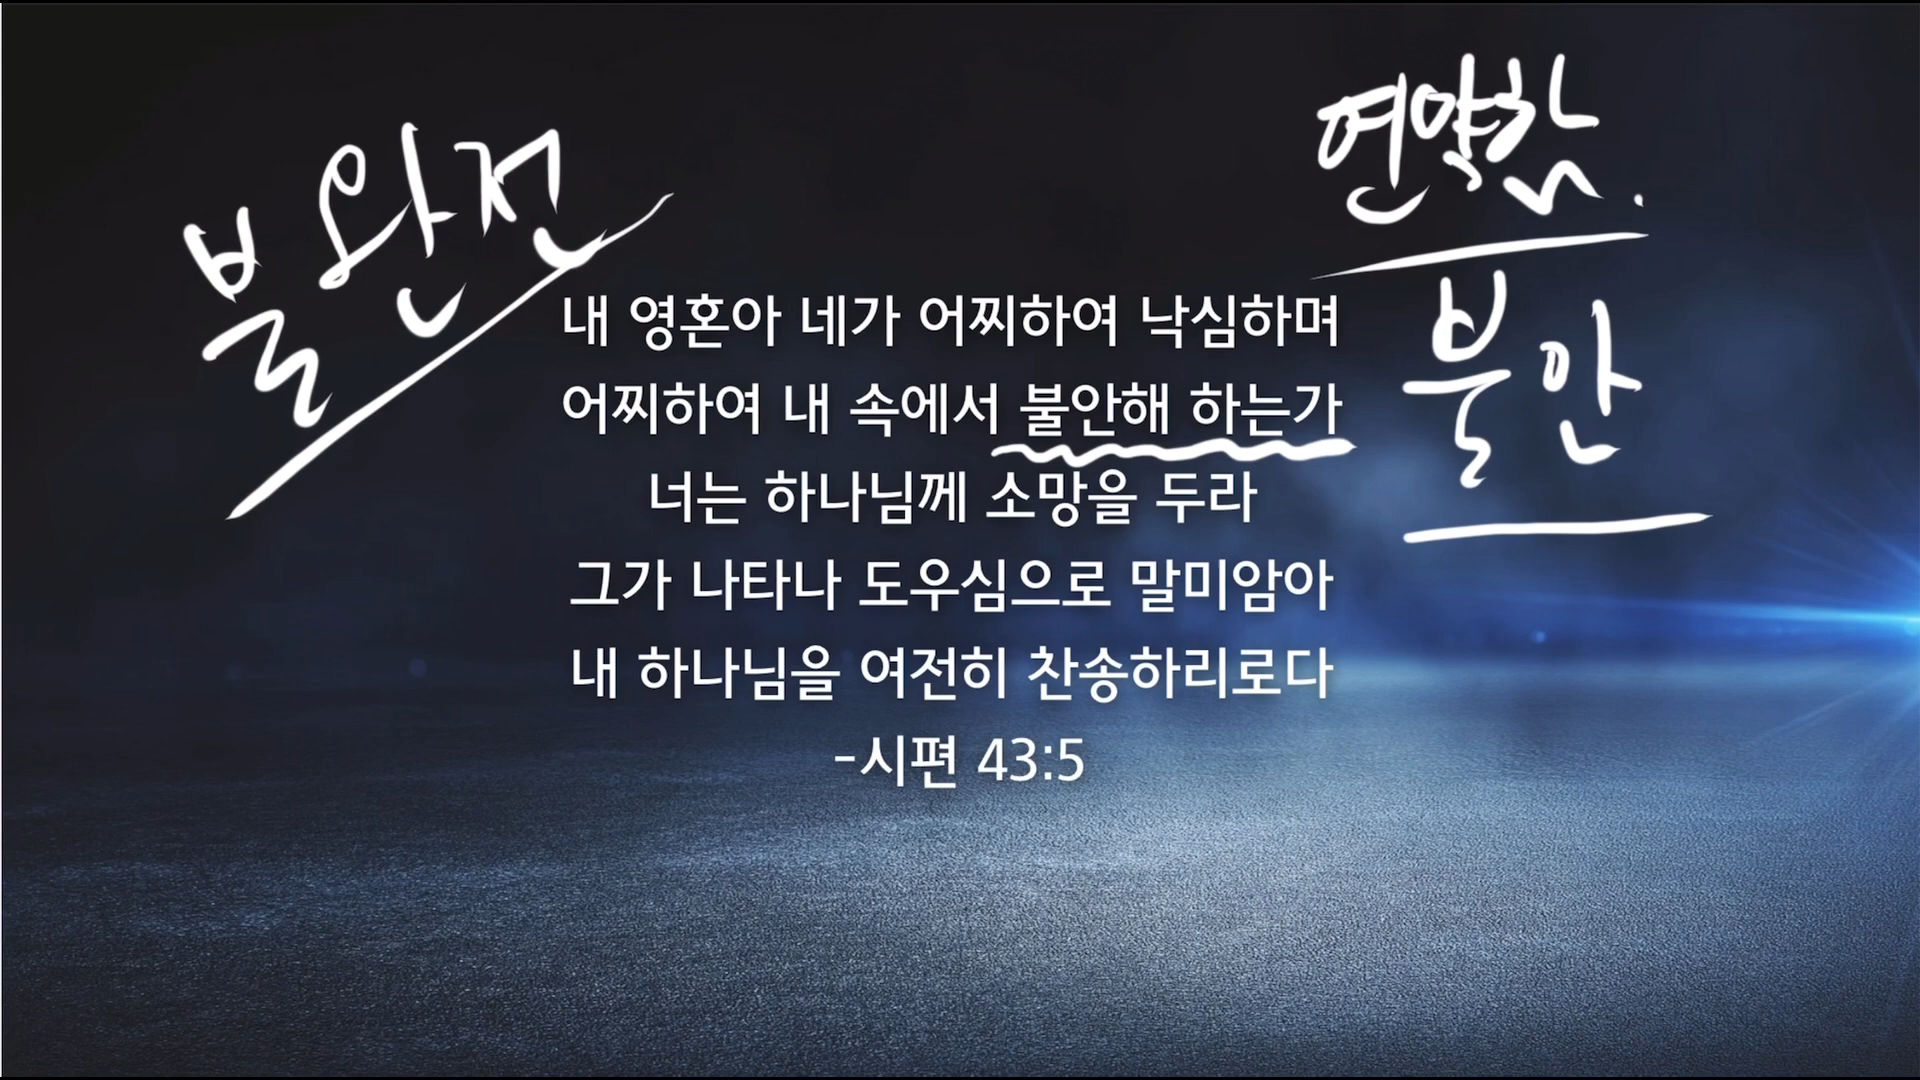 불완전
연약함.
불안
내 영혼아 네가 어찌하여 낙심하며
어찌하여 내 속에서 불안해 하는가
너는 하나님께 소망을 두라
그가 나타나 도우심으로 말미암아
내 하나님을 여전히 찬송하리로다
-시편 43:5